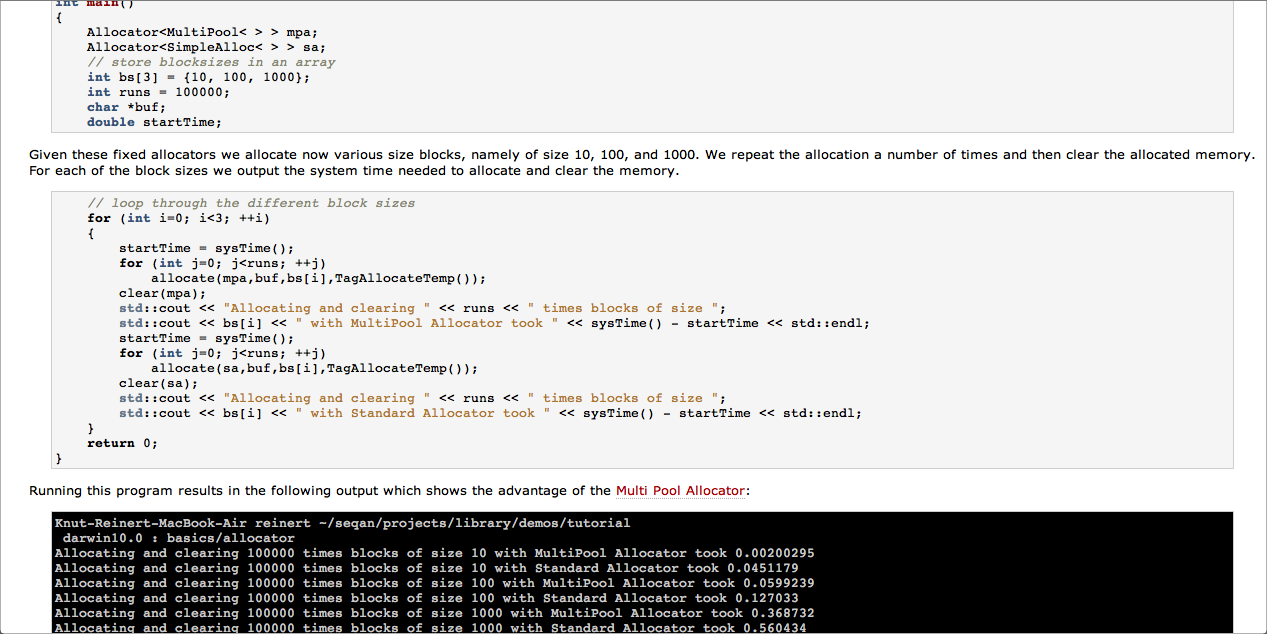 int main()
{
Allocator<MultiPool< > > mpa;
Allocator<SimpleAlloc< > > sa;
// store blocksizes in an array
int bs[3] = {10, 100, 1000};
int runs = 100000;
char *buf;
double startTime;
Given these fixed allocators we allocate now various size blocks, namely of size 10, 100, and 1000. We repeat the allocation a number of times and then clear the allocated memory.
For each of the block sizes we output the system time needed to allocate and clear the memory.
// loop through the different block sizes
for (int i=0; i<3; ++i)
{
startTime = sysTime();
for (int j=0; j<runs; ++j)
allocate(mpa,buf,bs[i],TagAllocateTemp());
clear(mpa);
std::cout << "Allocating and clearing " << runs << " times blocks of size ";
std::cout << bs[i] << " with MultiPool Allocator took " << sysTime() - startTime << std::endl;
startTime = sysTime();
for (int j=0; j<runs; ++j)
allocate(sa,buf,bs[i],TagAllocateTemp());
clear(sa);
std::cout << "Allocating and clearing " << runs << " times blocks of size ";
std::cout << bs[i] << " with Standard Allocator took " << sysTime() - startTime << std::endl;
}
return 0;
}
Running this program results in the following output which shows the advantage of the Multi Pool Allocator:
Knut-Reinert-MacBook-Air reinert ~/seqan/projects/library/demos/tutorial
darwin10.0 : basics/allocator
Allocating and clearing 100000 times blocks of size 10 with MultiPool Allocator took 0.00200295
Allocating and clearing 100000 times blocks of size 10 with Standard Allocator took 0.0451179
Allocating and clearing 100000 times blocks of size 100 with MultiPool Allocator took 0.0599239
Allocating and clearing 100000 times blocks of size 100 with Standard Allocator took 0.127033
Allocating and clearing 100000 times blocks of size 1000 with MultiPool Allocator took 0.368732
Allocating and clearing 100000 times blocks of size 1000 with Standard Allocator took 0.560434